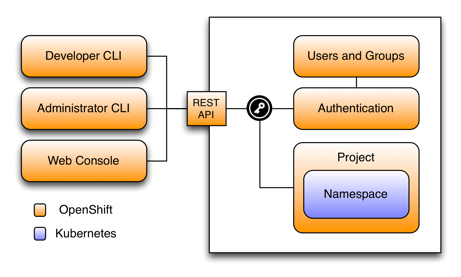 Developer CLI
Administrator CLI
Web Console
REST
API
Users and Groups
Authentication
Project
Namespace
OpenShift
Kubernetes